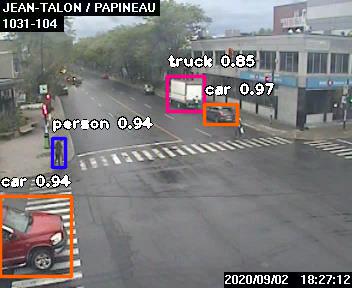 JEAN-TALON / PAPINEAU
1031-104
truck 0.85
car 0.97
person 0.94
car 0.94
2020/09/02 18:27:12